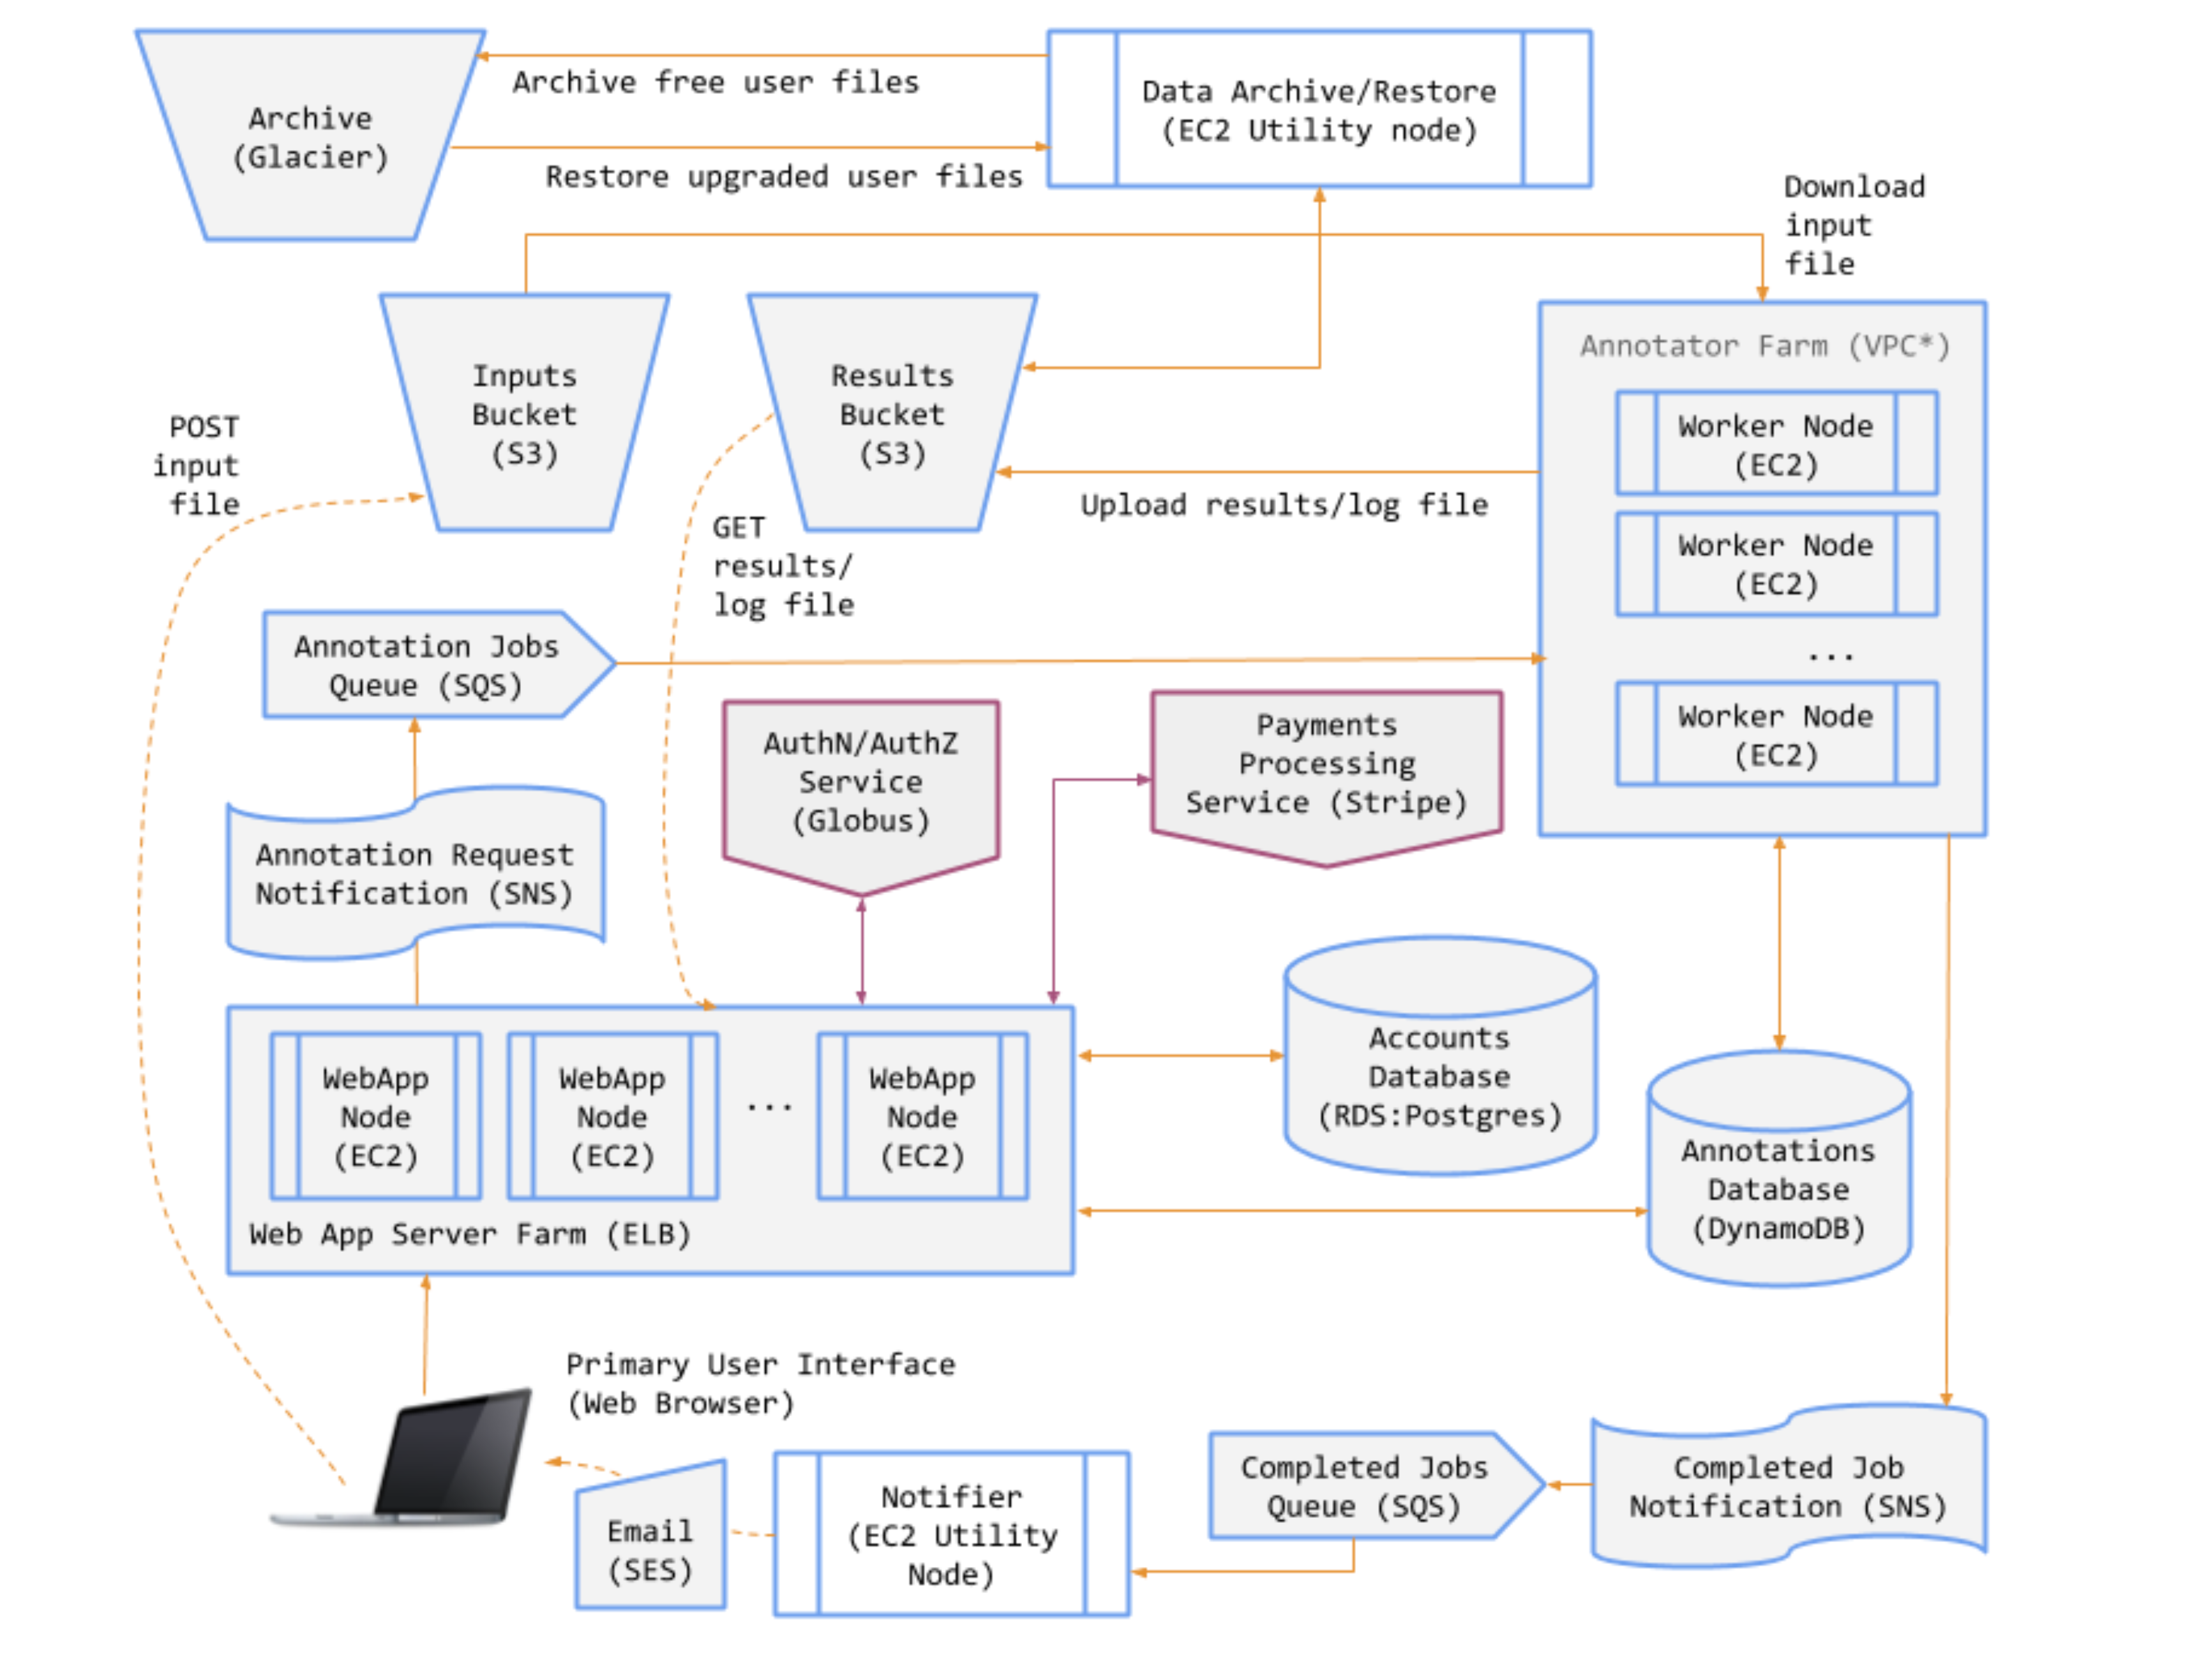 Archive
(Glacier)
Archive free user files
Restore upgraded user files
Data Archive/Restore
(EC2 Utility node)
Download
input
file
Inputs
Bucket
(S3)
Results
Bucket
(S3)
POST
input
file
GET
results/
log file
Upload results/log file
Annotator Farm (VPC*)
Worker Node
(EC2)
Worker Node
(EC2)
...
Worker Node
(EC2)
Annotation Jobs
Queue (SQS)
Annotation Request
Notification (SNS)
AuthN/AuthZ
Service
(Globus)
Payments
Processing
Service (Stripe)
WebApp
Node
(EC2)
WebApp
Node
(EC2)
...
WebApp
Node
(EC2)
Web App Server Farm (ELB)
Accounts
Database
(RDS:Postgres)
Annotations
Database
(DynamoDB)
Primary User Interface
(Web Browser)
Email
(SES)
Notifier
(EC2 Utility
Node)
Completed Jobs
Queue (SQS)
Completed Job
Notification (SNS)